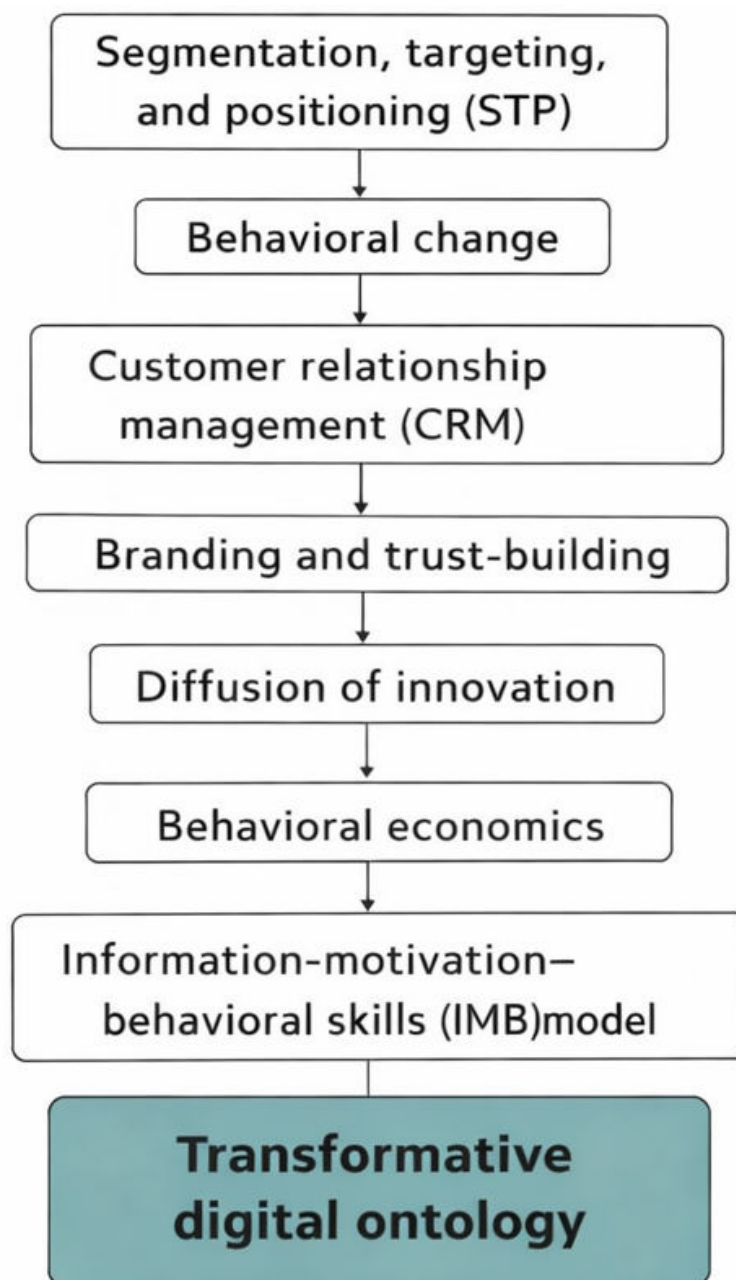 Segmentation, targeting,
and positioning (STP)
Behavioral change
Customer relationship
management (CRM)
Branding and trust-building
Diffusion of innovation
Behavioral economics
Information-motivation–
behavioral skills (IMB)model
Transformative
digital ontology